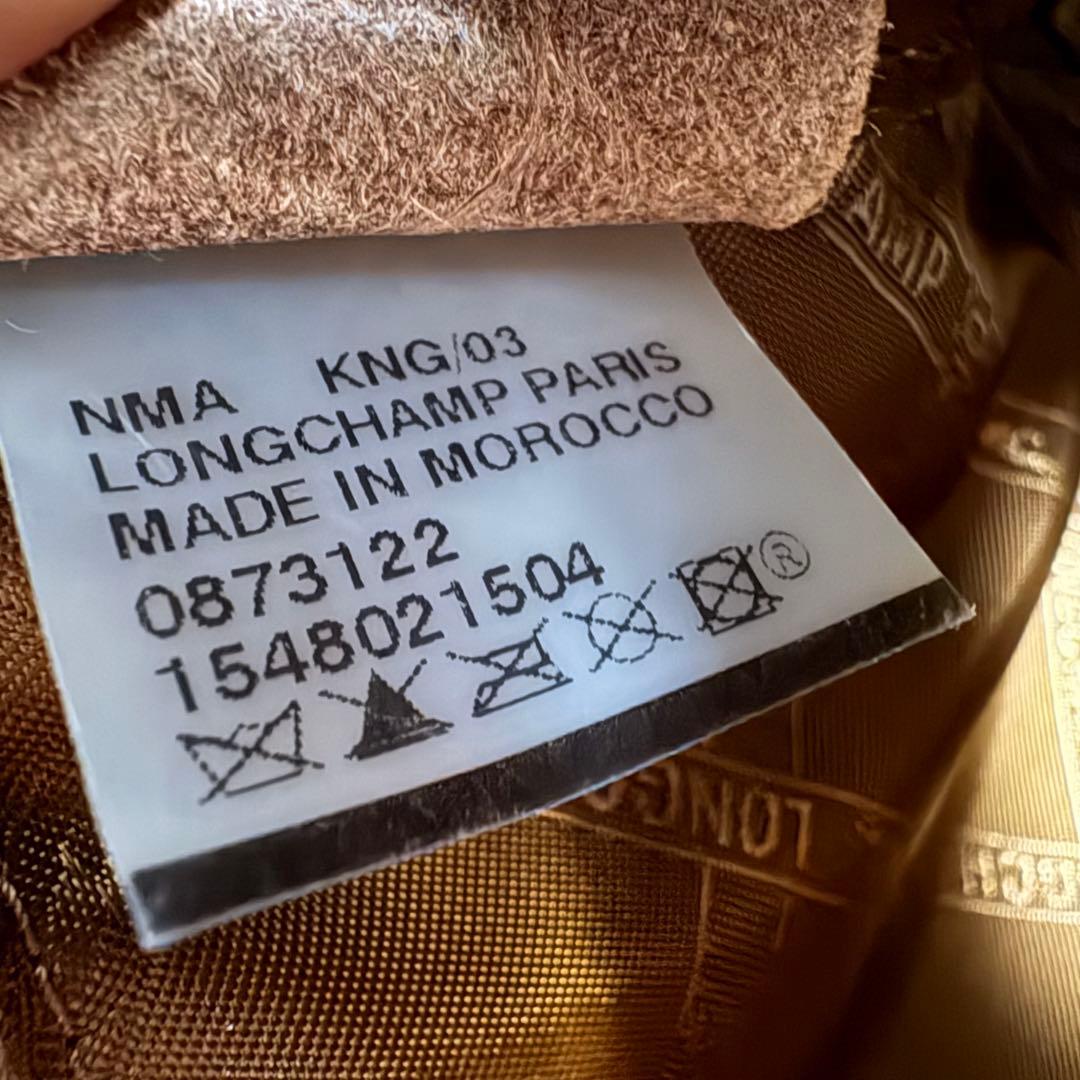 NMA KNG/03
LONGCHAMP PARIS
MADE IN MOROCCO
0873122
1548021504
®